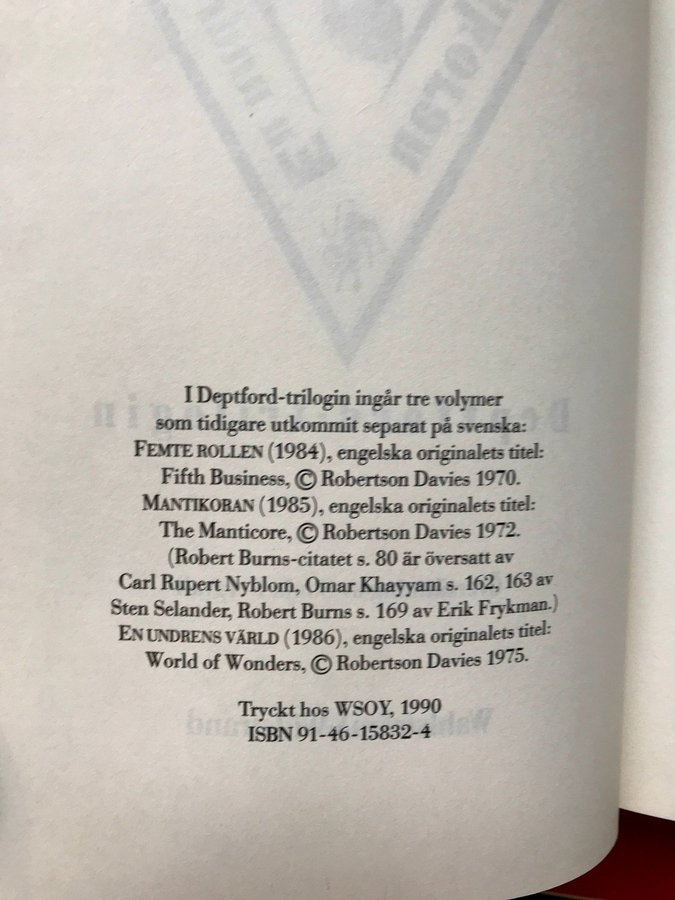 I Deptford-trilogin ingår tre volymer
som tidigare utkommit separat på svenska:
FEMTE ROLLEN (1984), engelska originalets titel:
Fifth Business, © Robertson Davies 1970.
MANTIKORAN (1985), engelska originalets titel:
The Manticore, © Robertson Davies 1972.
(Robert Burns-citatet s. 80 är översatt av
Carl Rupert Nyblom, Omar Khayyam s. 162, 163 av
Sten Selander, Robert Burns s. 169 av Erik Frykman.)
EN UNDRENS VÄRLD (1986), engelska originalets titel:
World of Wonders, © Robertson Davies 1975.
Tryckt hos WSOY, 1990
ISBN 91-46-15832-4